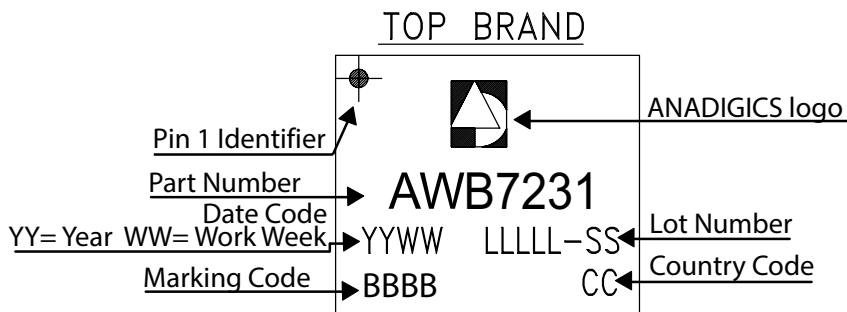 TOP BRAND
ANADIGICS logo
Pin 1 Identifier
Part Number
AWB7231
Date Code
YY= Year WW= Work Week
YYWW LLLLL-SS
Lot Number
Marking Code
BBBB
CC
Country Code